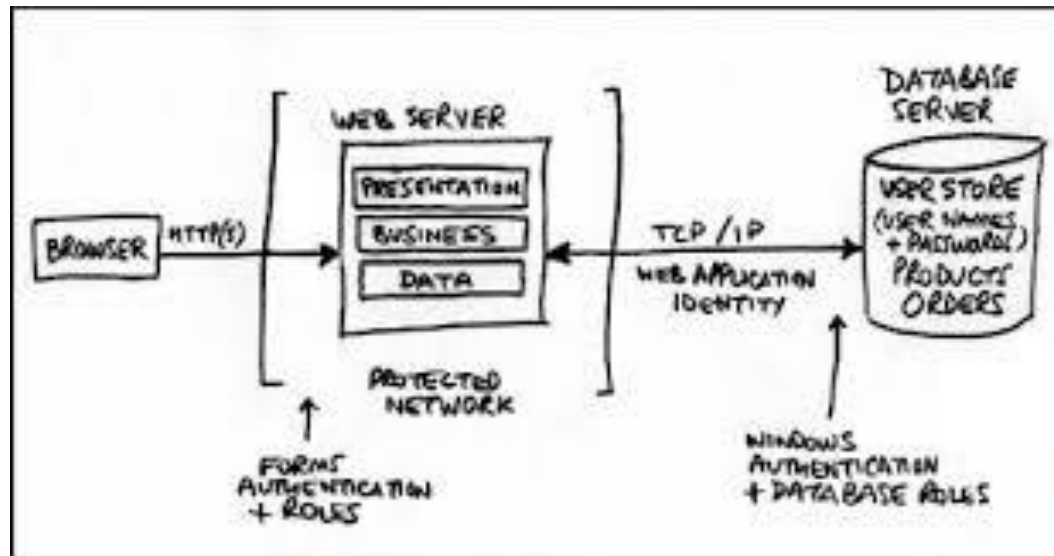 BROWSER
HTTP(S)
WEB SERVER
PRESENTATION
BUSINESS
DATA
PROTECTED
NETWORK
FORMS
AUTHENTICATION
+ ROLES
TCP/IP
WEB APPLICATION
IDENTITY
WINDOWS
AUTHENTICATION
+ DATABASE ROLES
DATABASE
SERVER
USER STORE
(USER NAMES
+ PASSWORDS)
PRODUCTS
ORDERS